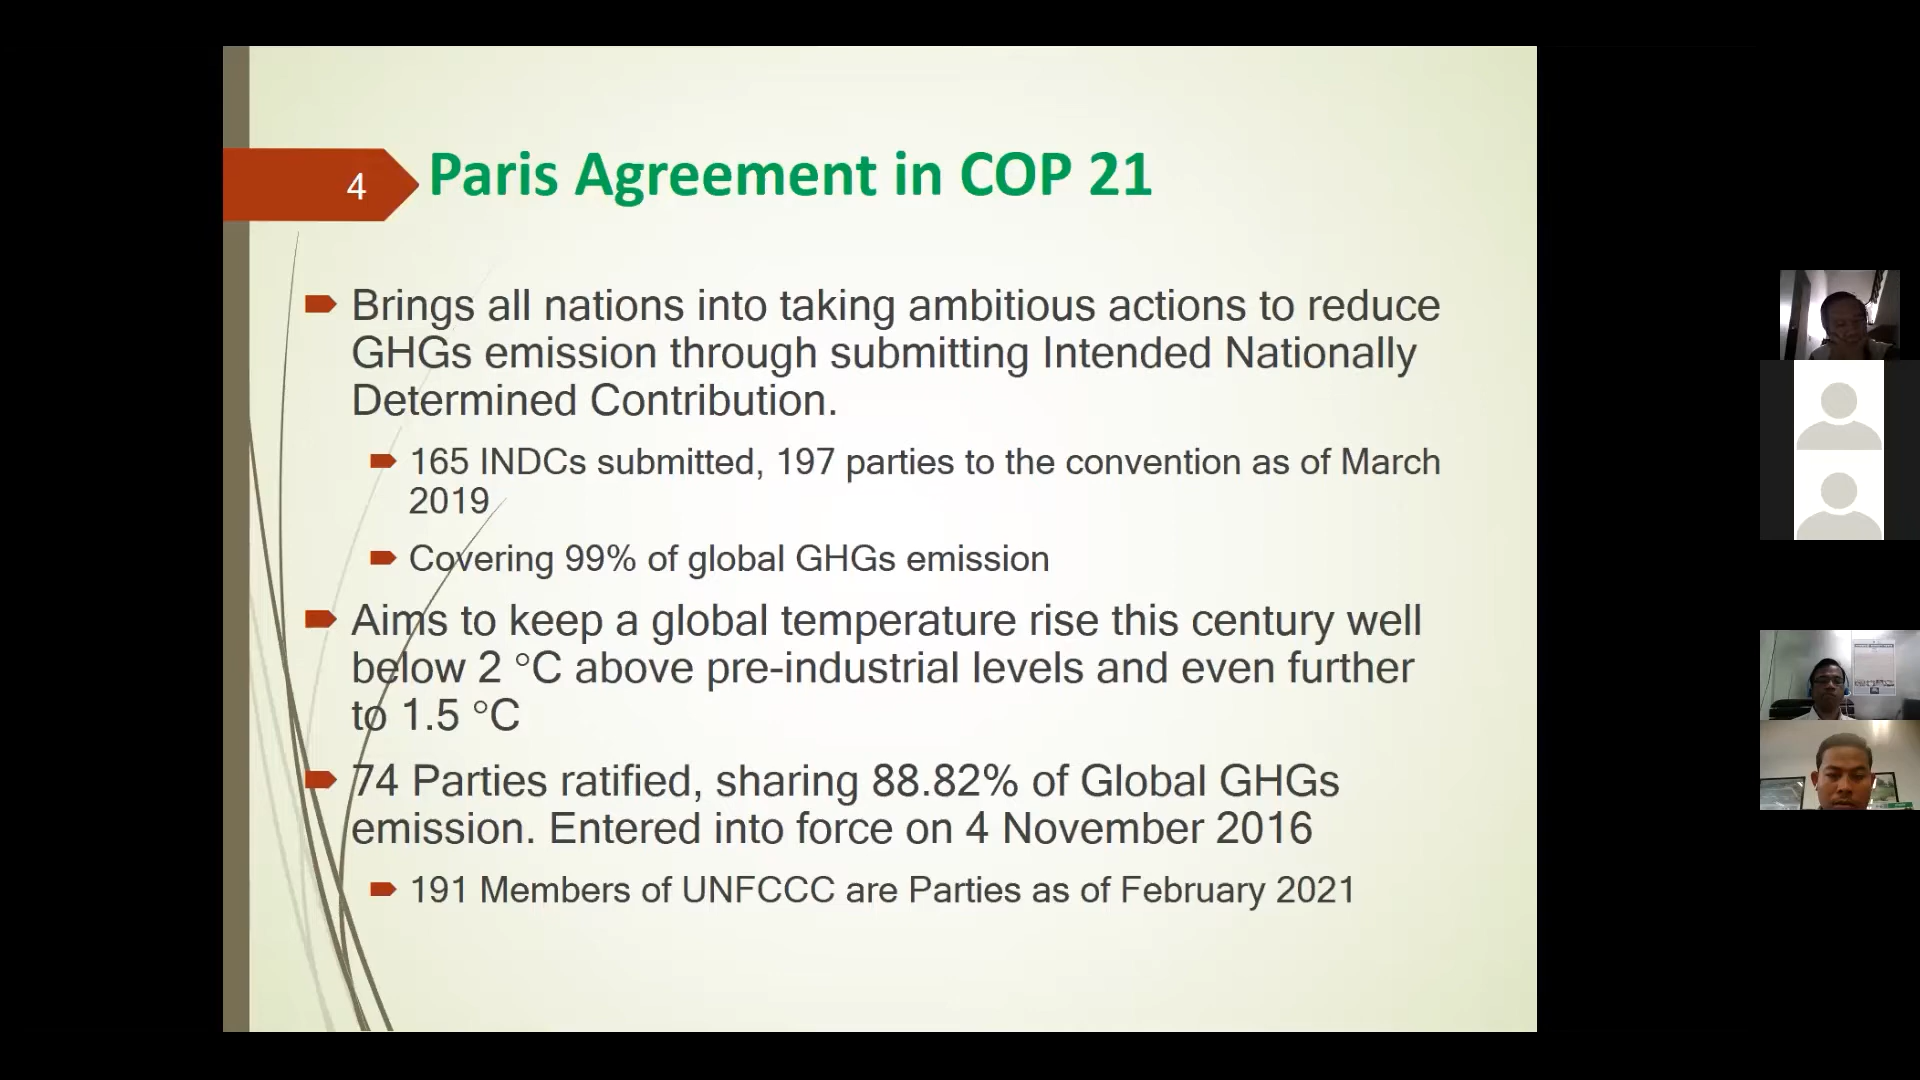 4
Paris Agreement in COP 21
Brings all nations into taking ambitious actions to reduce
GHGs emission through submitting Intended Nationally
Determined Contribution.
165 INDCs submitted, 197 parties to the convention as of March
2019
Covering 99% of global GHGs emission
Aims to keep a global temperature rise this century well
below 2 °C above pre-industrial levels and even further
to 1.5 °C
74 Parties ratified, sharing 88.82% of Global GHGs
emission. Entered into force on 4 November 2016
191 Members of UNFCCC are Parties as of February 2021